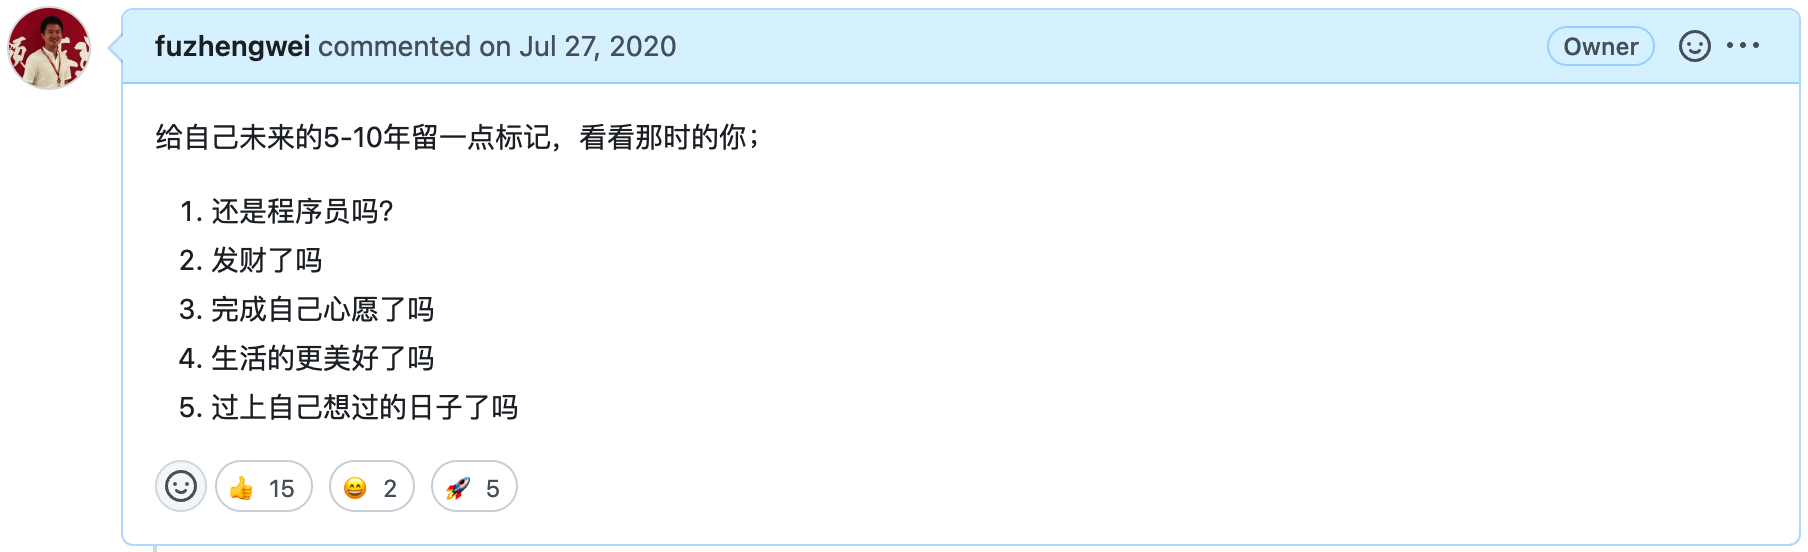 fuzhengwei commented on Jul 27, 2020
Owner
给自己未来的5-10年留一点标记，看看那时的你；
1. 还是程序员吗？
2. 发财了吗
3. 完成自己心愿了吗
4. 生活的更美好了吗
5. 过上自己想过的日子了吗
👍 15 😄 2 🚀 5